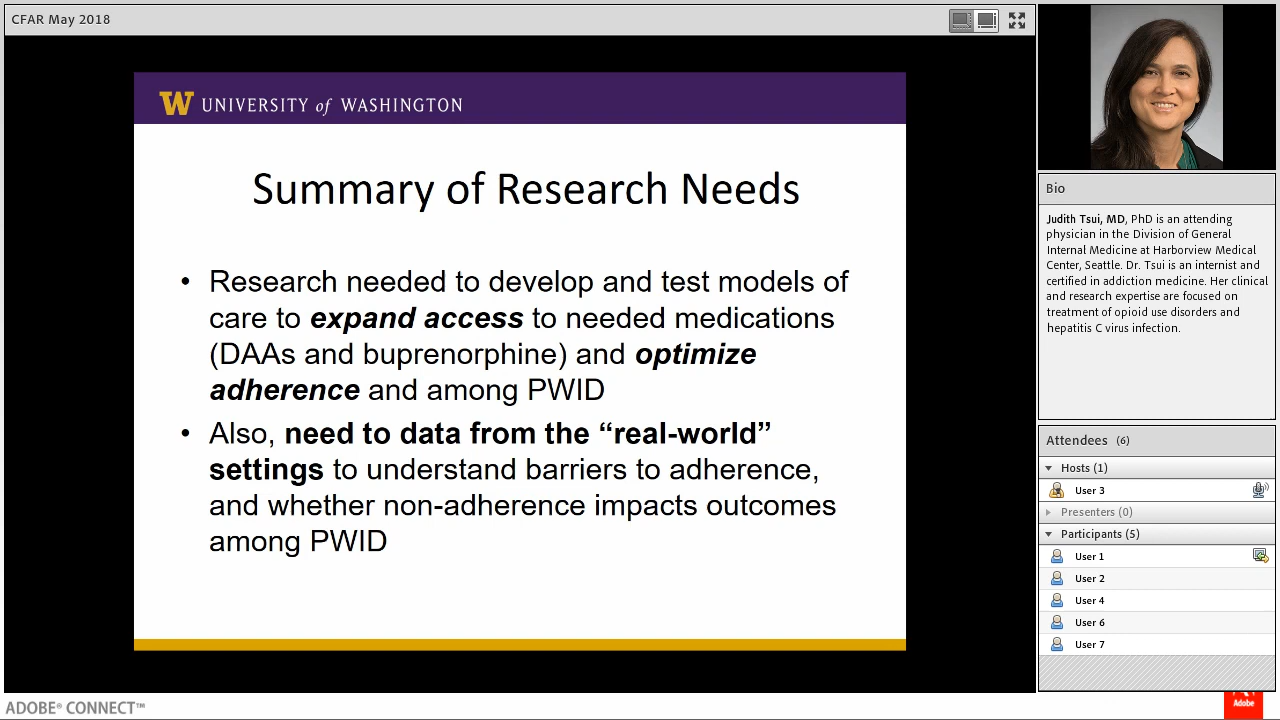 CFAR May 2018
W UNIVERSITY of WASHINGTON
Summary of Research Needs
• Research needed to develop and test models of
care to expand access to needed medications
(DAAs and buprenorphine) and optimize
adherence and among PWID
• Also, need to data from the “real-world”
settings to understand barriers to adherence,
and whether non-adherence impacts outcomes
among PWID
Bio
Judith Tsui, MD, PhD is an attending
physician in the Division of General
Internal Medicine at Harborview Medical
Center, Seattle. Dr. Tsui is an internist and
certified in addiction medicine. Her clinical
and research expertise are focused on
treatment of opioid use disorders and
hepatitis C virus infection.
Attendees (6)
Hosts (1)
User 3
Presenters (0)
Participants (5)
User 1
User 2
User 4
User 6
User 7
ADOBE® CONNECT™
Adobe